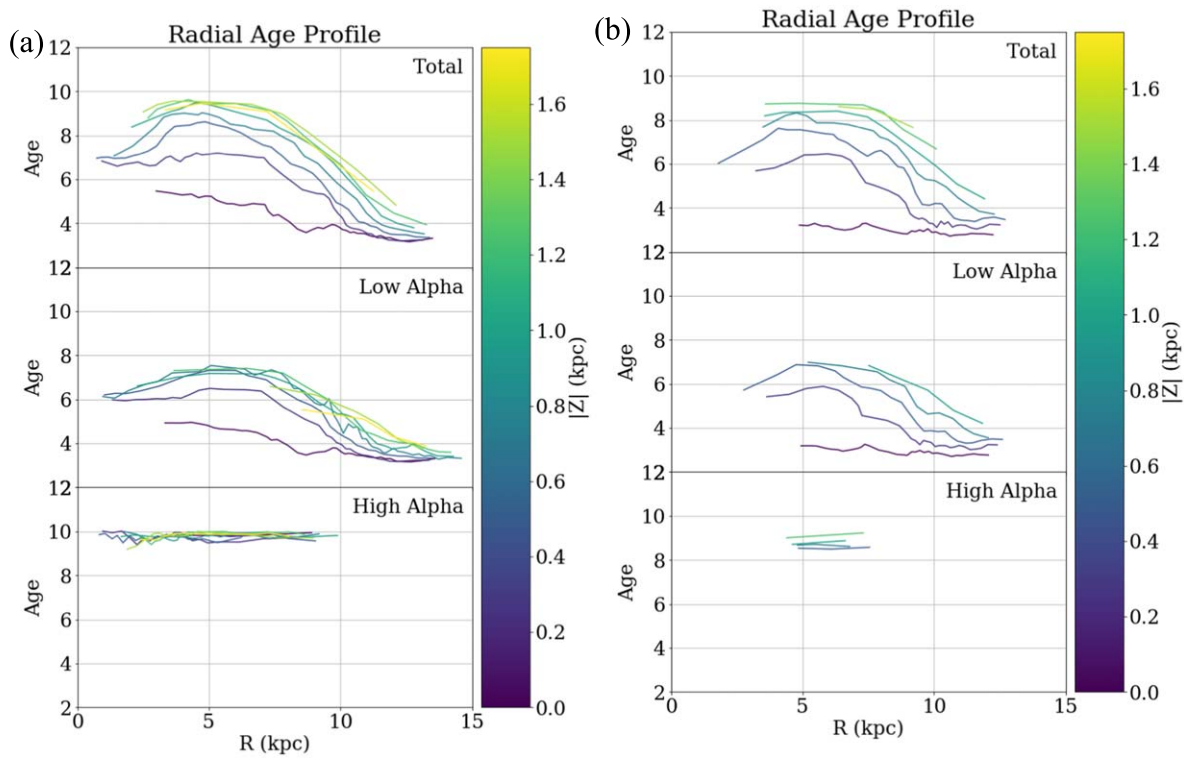 (a)
Radial Age Profile
12
10
8
6
4
Age
Total
12
10
8
6
4
Age
Low Alpha
12
10
8
6
4
2
Age
High Alpha
0 5 10 15
R (kpc)
1.6
1.4
1.2
1.0
0.8
0.6
0.4
0.2
0.0
|Z| (kpc)
(b)
Radial Age Profile
12
10
8
6
4
Age
Total
12
10
8
6
4
Age
Low Alpha
12
10
8
6
4
2
Age
High Alpha
0 5 10 15
R (kpc)
1.6
1.4
1.2
1.0
0.8
0.6
0.4
0.2
0.0
|Z| (kpc)